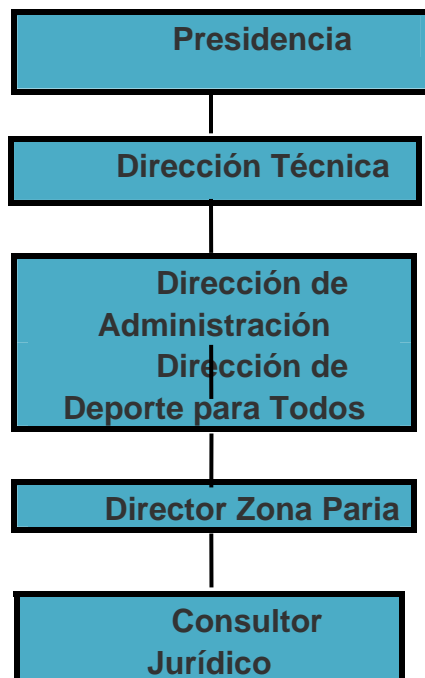 Presidencia
Dirección Técnica
Dirección de
Administración
Dirección de
Deporte para Todos
Director Zona Paria
Consultor
Jurídico